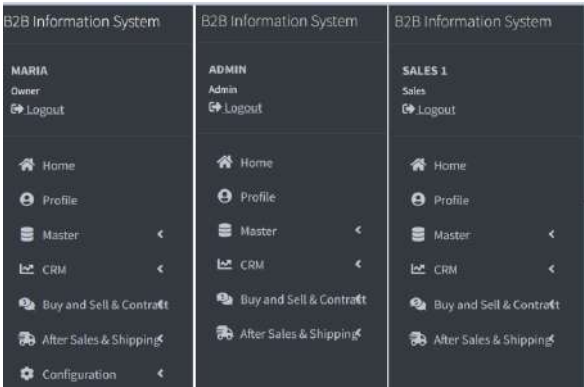 B2B Information System
MARIA
Owner
Logout
Home
Profile
Master
CRM
Buy and Sell & Contract
After Sales & Shipping
Configuration
B2B Information System
ADMIN
Admin
Logout
Home
Profile
Master
CRM
Buy and Sell & Contract
After Sales & Shipping
B2B Information System
SALES 1
Sales
Logout
Home
Profile
Master
CRM
Buy and Sell & Contract
After Sales & Shipping